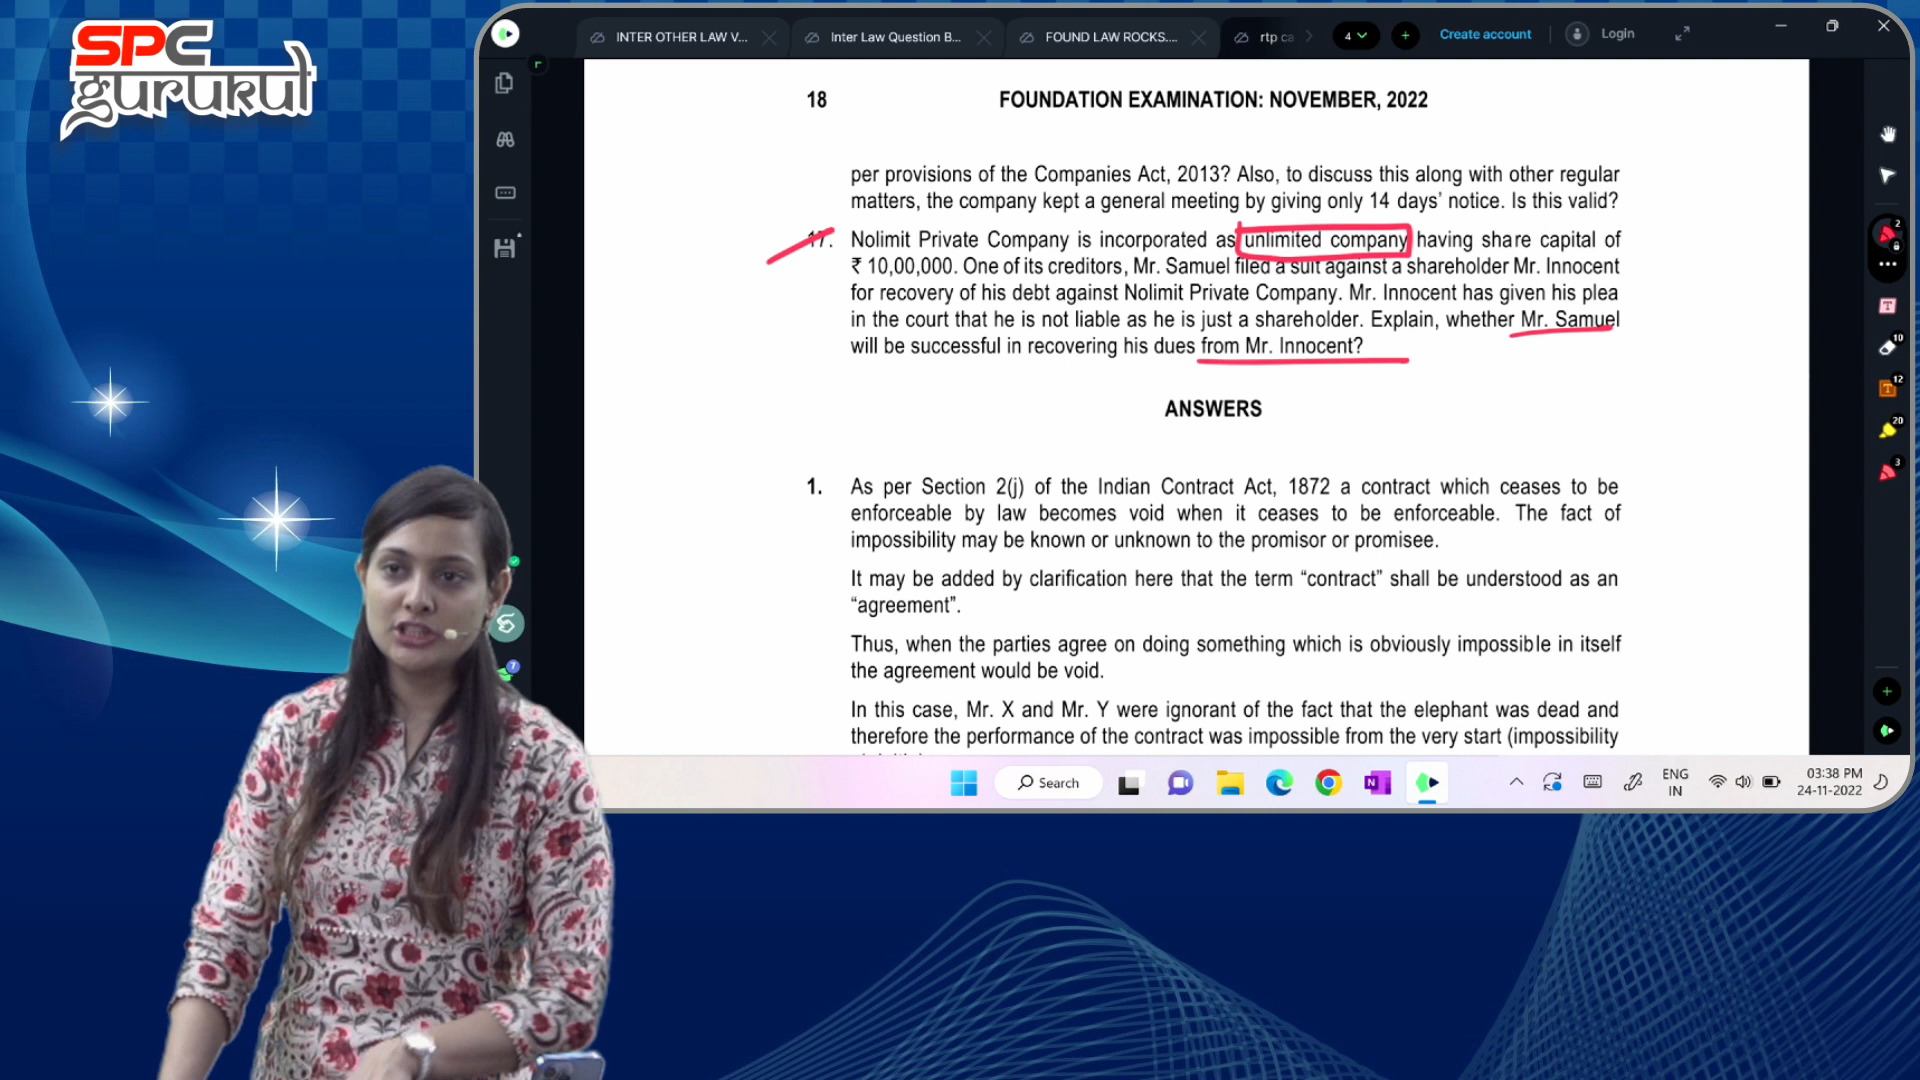 SPC
gurukul
INTER OTHER LAW V...
Inter Law Question B...
FOUND LAW ROCKS....
rtp ca
4
Create account
Login
18 FOUNDATION EXAMINATION: NOVEMBER, 2022
per provisions of the Companies Act, 2013? Also, to discuss this along with other regular
matters, the company kept a general meeting by giving only 14 days' notice. Is this valid?
17. Nolimit Private Company is incorporated as unlimited company having share capital of
₹ 10,00,000. One of its creditors, Mr. Samuel filed a suit against a shareholder Mr. Innocent
for recovery of his debt against Nolimit Private Company. Mr. Innocent has given his plea
in the court that he is not liable as he is just a shareholder. Explain, whether Mr. Samuel
will be successful in recovering his dues from Mr. Innocent?
ANSWERS
1. As per Section 2(j) of the Indian Contract Act, 1872 a contract which ceases to be
enforceable by law becomes void when it ceases to be enforceable. The fact of
impossibility may be known or unknown to the promisor or promisee.
It may be added by clarification here that the term “contract” shall be understood as an
“agreement”.
Thus, when the parties agree on doing something which is obviously impossible in itself
the agreement would be void.
In this case, Mr. X and Mr. Y were ignorant of the fact that the elephant was dead and
therefore the performance of the contract was impossible from the very start (impossibility
2
T
10
T 12
20
3
7
Search
N
ENG
IN
03:38 PM
24-11-2022